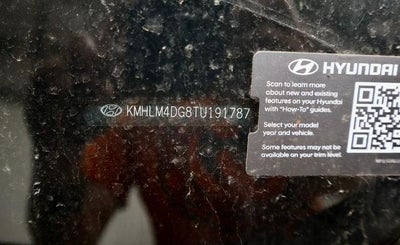 KMHLM4DG8TU191787
HYUNDAI
Scan to learn more
about new and existing
features on your Hyundai
with "How-To" guides.
Select your model
year and vehicle.
Some features may not be
available on your trim level.